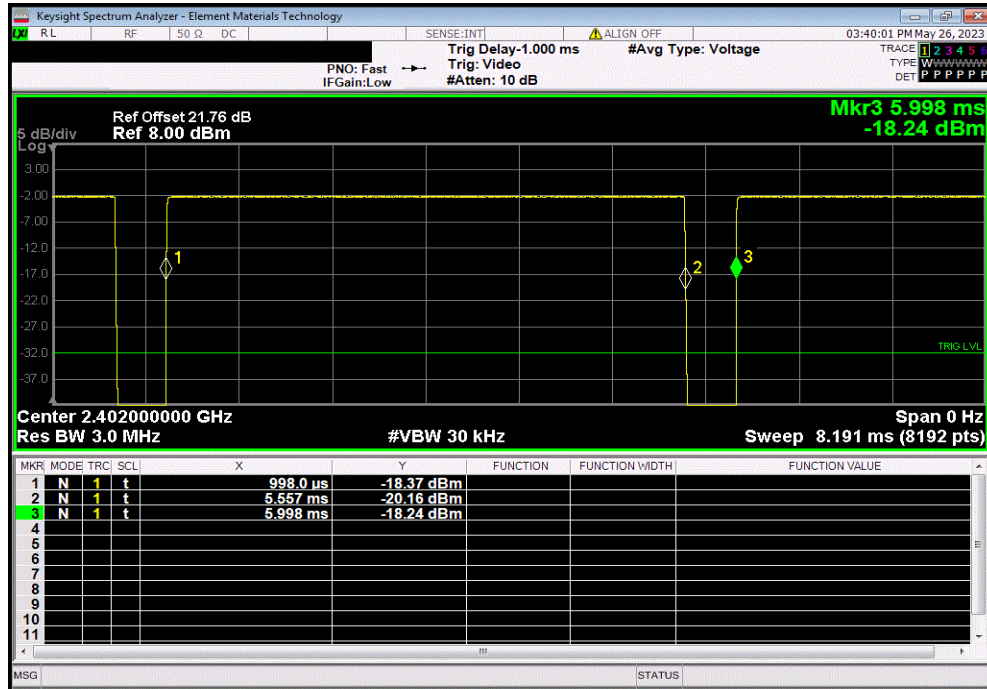 Keysight Spectrum Analyzer - Element Materials Technology
LXI RL RF 50 Ω DC SENSE:INT ALIGN OFF 03:40:01 PM May 26, 2023
Trig Delay-1.000 ms #Avg Type: Voltage TRACE 1 2 3 4 5 6
PNO: Fast Trig: Video TYPE WWWWWW
IFGain:Low #Atten: 10 dB DET P P P P P P
Mkr3 5.998 ms
-18.24 dBm
Ref Offset 21.76 dB
5 dB/div Ref 8.00 dBm
Log
3.00
-2.00
-7.00
-12.0
1
2
3
-17.0
-22.0
-27.0
TRIG LVL
-32.0
-37.0
Center 2.402000000 GHz Span 0 Hz
Res BW 3.0 MHz #VBW 30 kHz Sweep 8.191 ms (8192 pts)
MKR MODE TRC SCL X Y FUNCTION FUNCTION WIDTH FUNCTION VALUE
1 N 1 t 998.0 µs -18.37 dBm
2 N 1 t 5.557 ms -20.16 dBm
3 N 1 t 5.998 ms -18.24 dBm
4
5
6
7
8
9
10
11
MSG STATUS